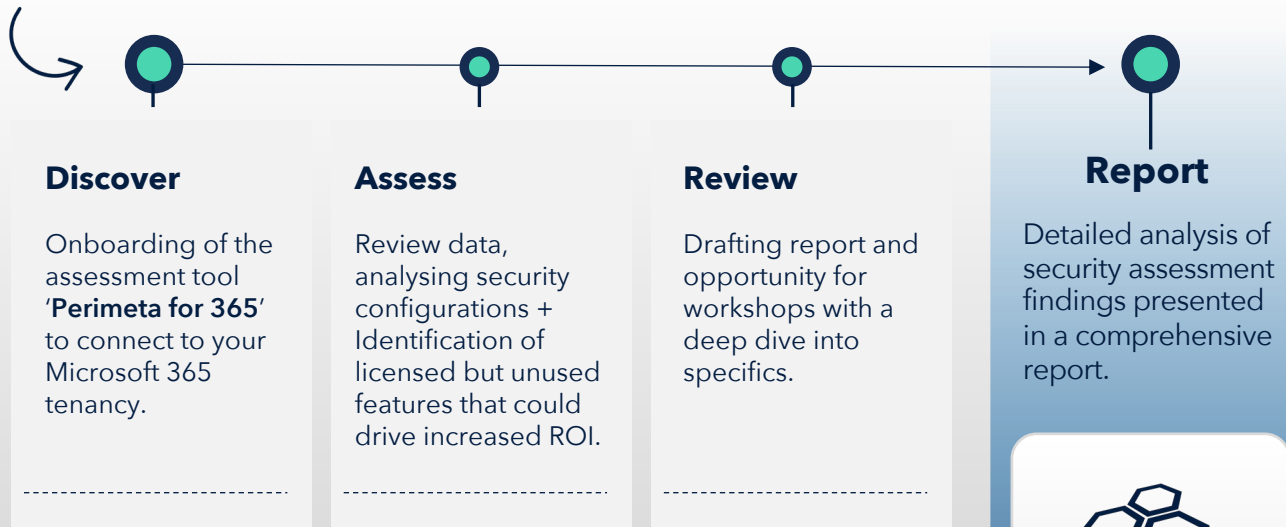 Discover
Onboarding of the
assessment tool
‘Perimeta for 365’
to connect to your
Microsoft 365
tenancy.
Assess
Review data,
analysing security
configurations +
Identification of
licensed but unused
features that could
drive increased ROI.
Review
Drafting report and
opportunity for
workshops with a
deep dive into
specifics.
Report
Detailed analysis of
security assessment
findings presented
in a comprehensive
report.